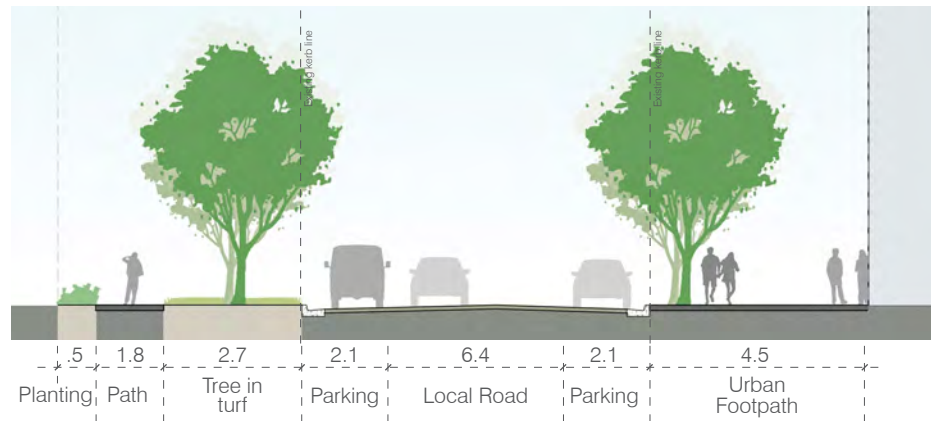 Existing kerb line
Existing kerb line
.5 1.8 2.7 2.1 6.4 2.1 4.5
Planting Path Tree in turf Parking Local Road Parking Urban Footpath